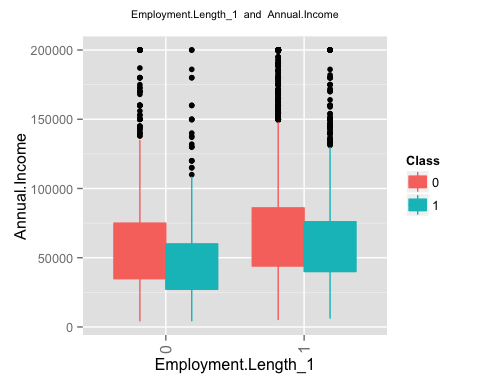 Employment.Length_1 and Annual.Income
200000
150000
100000
50000
0
Annual.Income
0
1
Employment.Length_1
Class
0
1